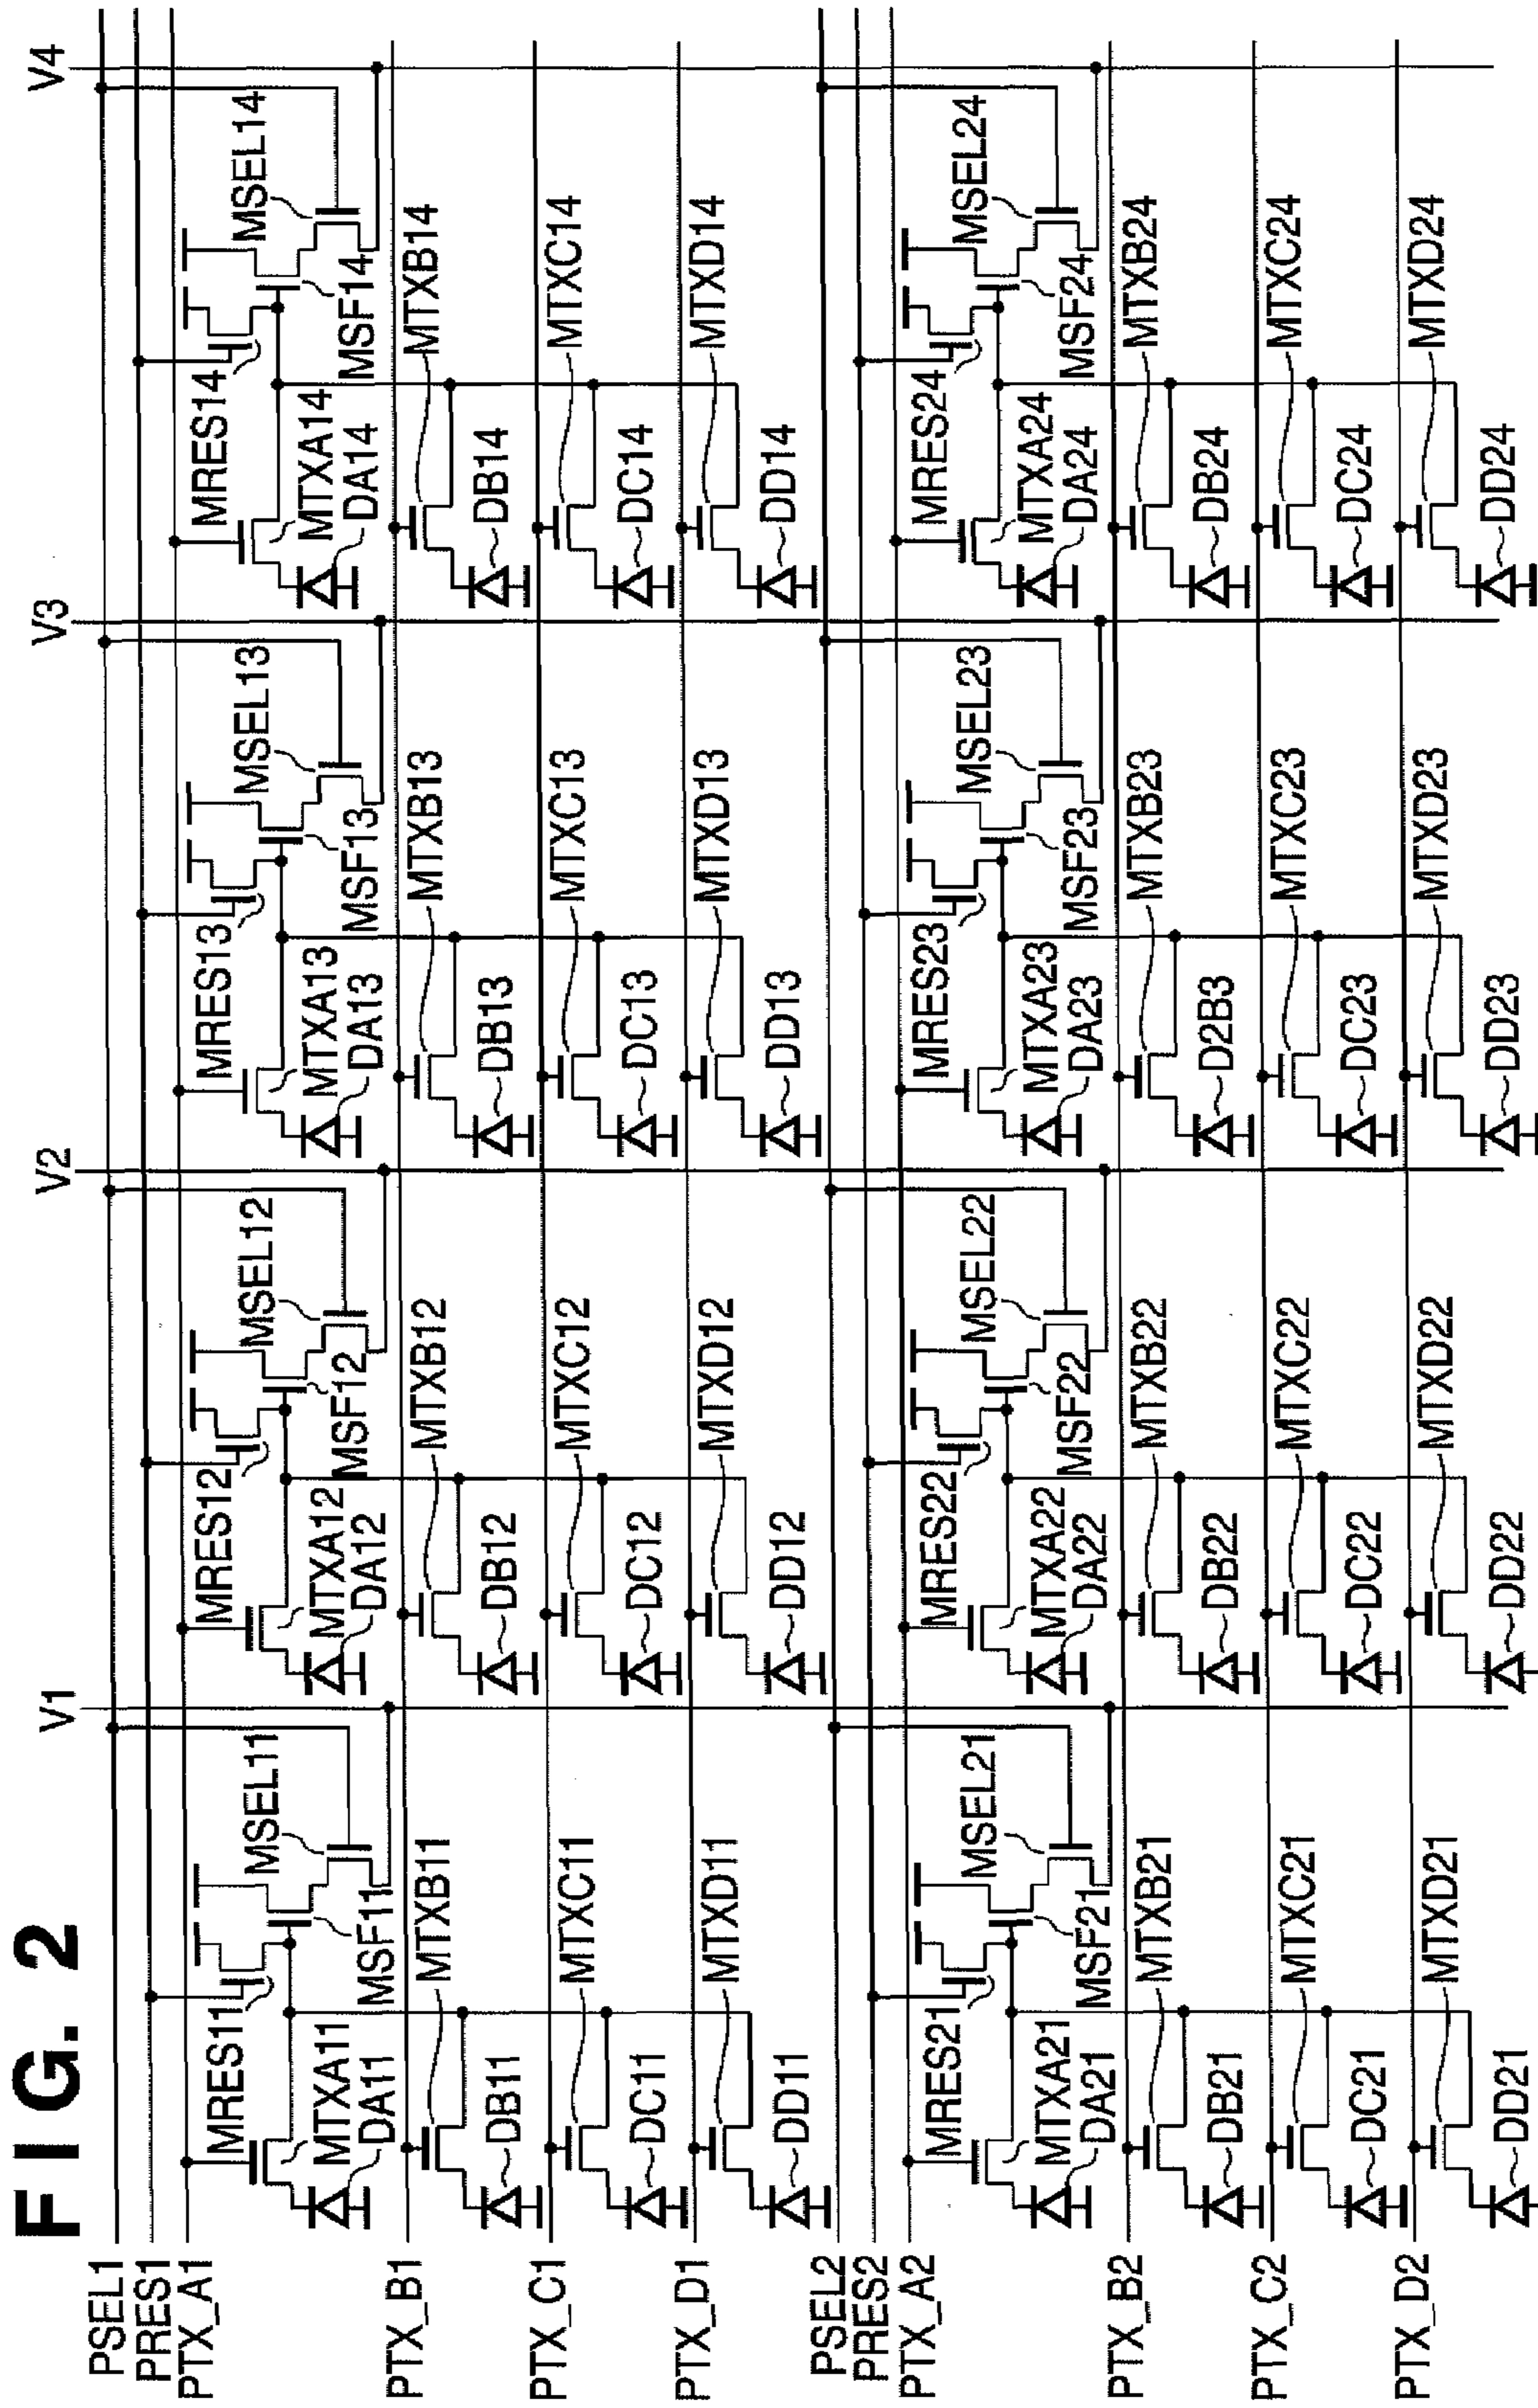 FIG. 2
V1 V2 V3 V4
PSEL1
PRES1
PTX_A1
MRES11 MSEL11 MRES12 MSEL12 MRES13 MSEL13 MRES14 MSEL14
MTXA11 MSF11 MTXA12 MSF12 MTXA13 MSF13 MTXA14 MSF14
DA11 DA12 DA13 DA14
PTX_B1
MTXB11 MTXB12 MTXB13 MTXB14
DB11 DB12 DB13 DB14
PTX_C1
MTXC11 MTXC12 MTXC13 MTXC14
DC11 DC12 DC13 DC14
PTX_D1
MTXD11 MTXD12 MTXD13 MTXD14
DD11 DD12 DD13 DD14
PSEL2
PRES2
PTX_A2
MRES21 MSEL21 MRES22 MSEL22 MRES23 MSEL23 MRES24 MSEL24
MTXA21 MSF21 MTXA22 MSF22 MTXA23 MSF23 MTXA24 MSF24
DA21 DA22 DA23 DA24
PTX_B2
MTXB21 MTXB22 MTXB23 MTXB24
DB21 DB22 D2B3 DB24
PTX_C2
MTXC21 MTXC22 MTXC23 MTXC24
DC21 DC22 DC23 DC24
PTX_D2
MTXD21 MTXD22 MTXD23 MTXD24
DD21 DD22 DD23 DD24